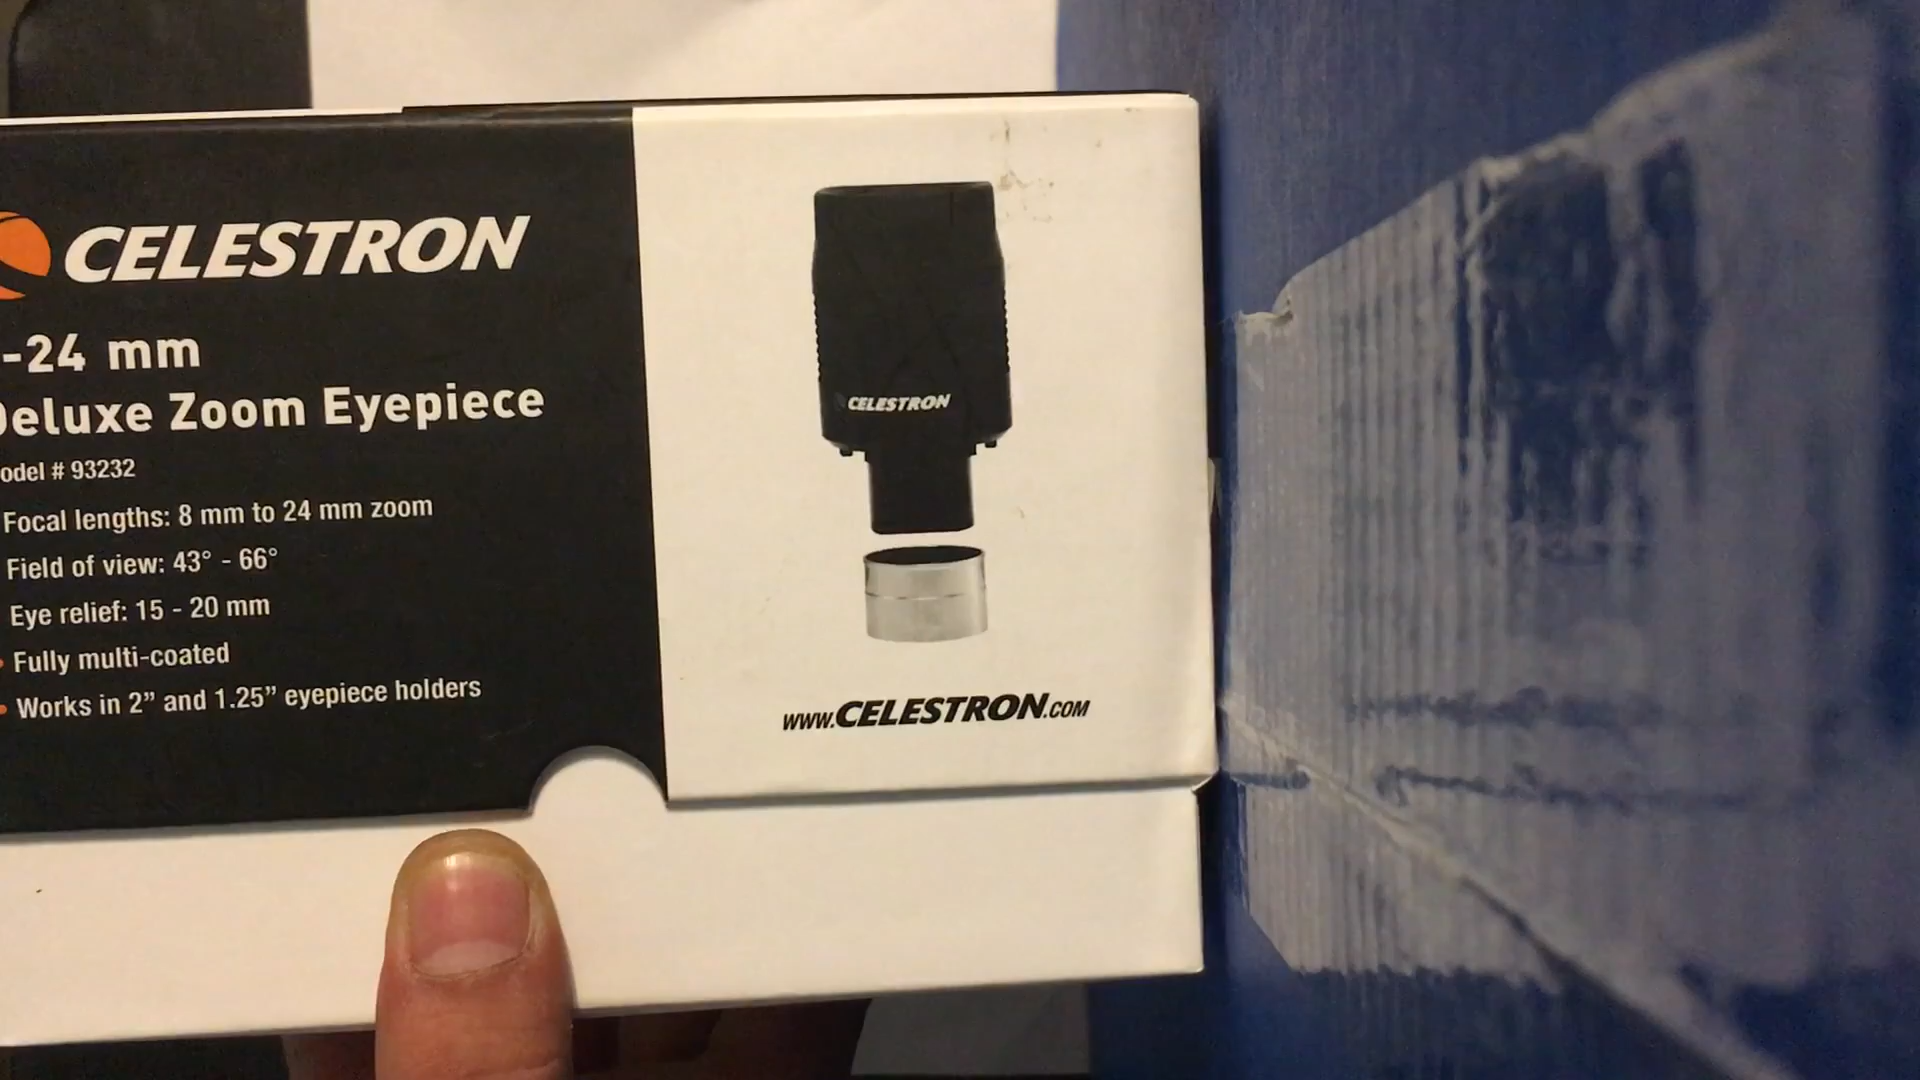 CELESTRON
-24 mm
Deluxe Zoom Eyepiece
odel # 93232
Focal lengths: 8 mm to 24 mm zoom
Field of view: 43° - 66°
Eye relief: 15 - 20 mm
• Fully multi-coated
• Works in 2” and 1.25” eyepiece holders
CELESTRON
www.CELESTRON.com